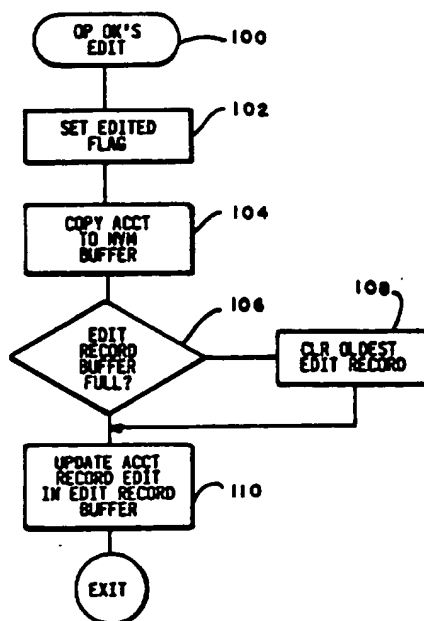 OP OK'S
EDIT
100
SET EDITED
FLAG
102
COPY ACCT
TO NVM
BUFFER
104
EDIT
RECORD
BUFFER
FULL?
106
108
CLR OLDEST
EDIT RECORD
UPDATE ACCT
RECORD EDIT
IN EDIT RECORD
BUFFER
110
EXIT